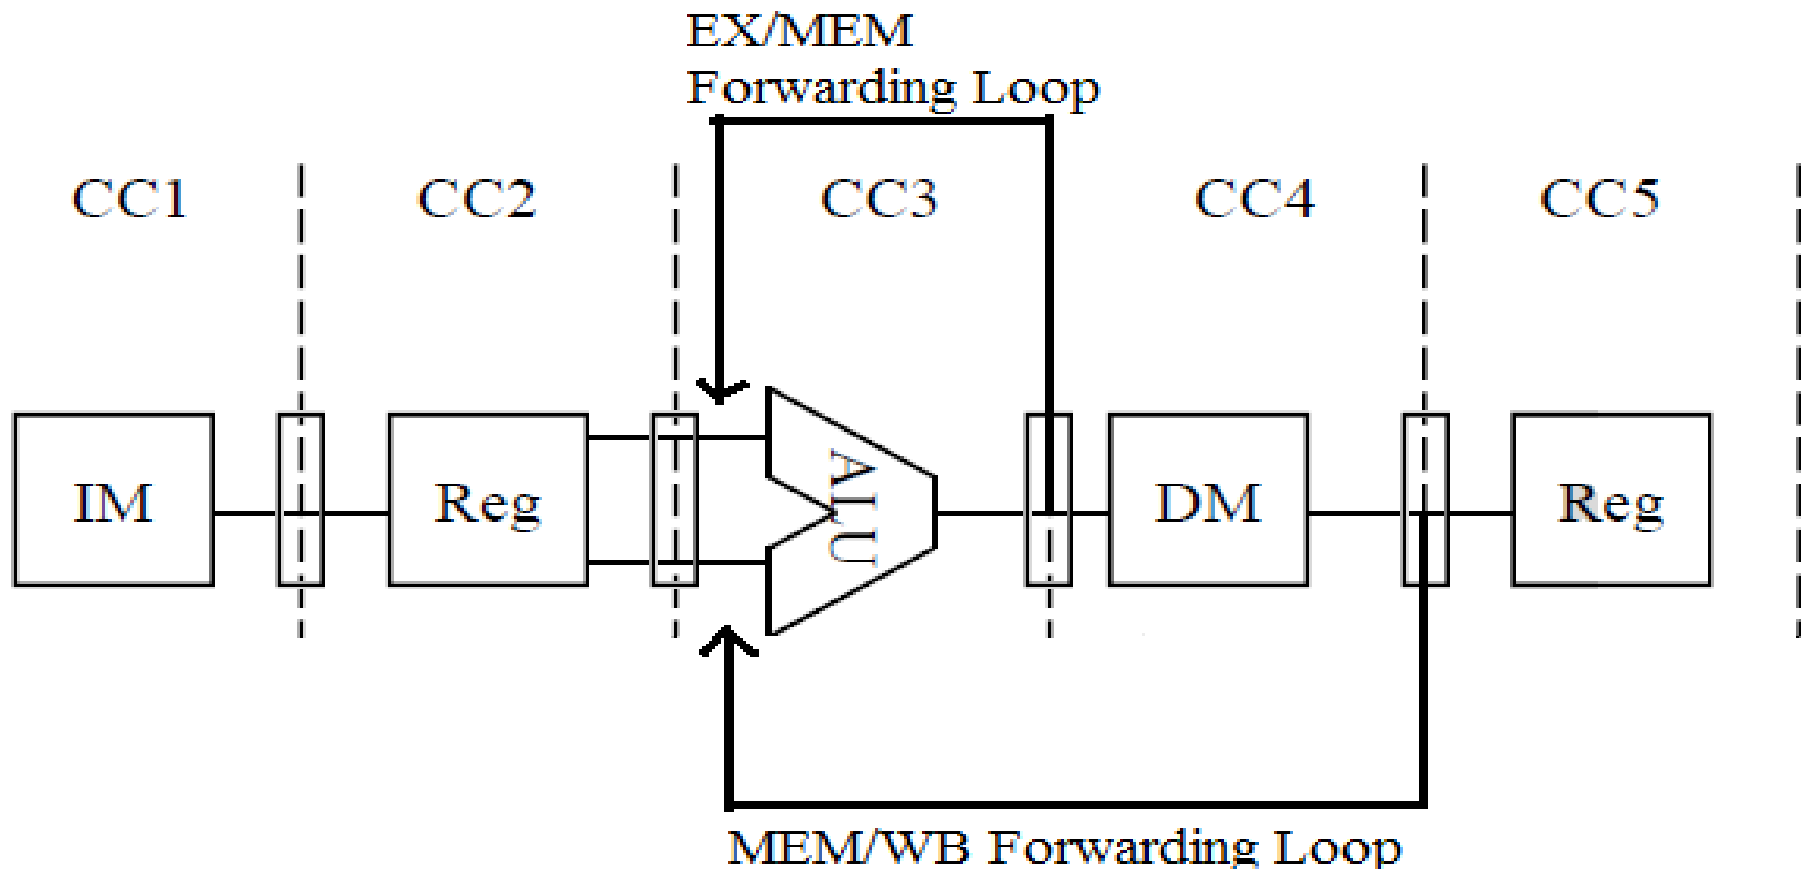 EX/MEM
Forwarding Loop
CC1 CC2 CC3 CC4 CC5
IM Reg ALU DM Reg
MEM/WB Forwarding Loop